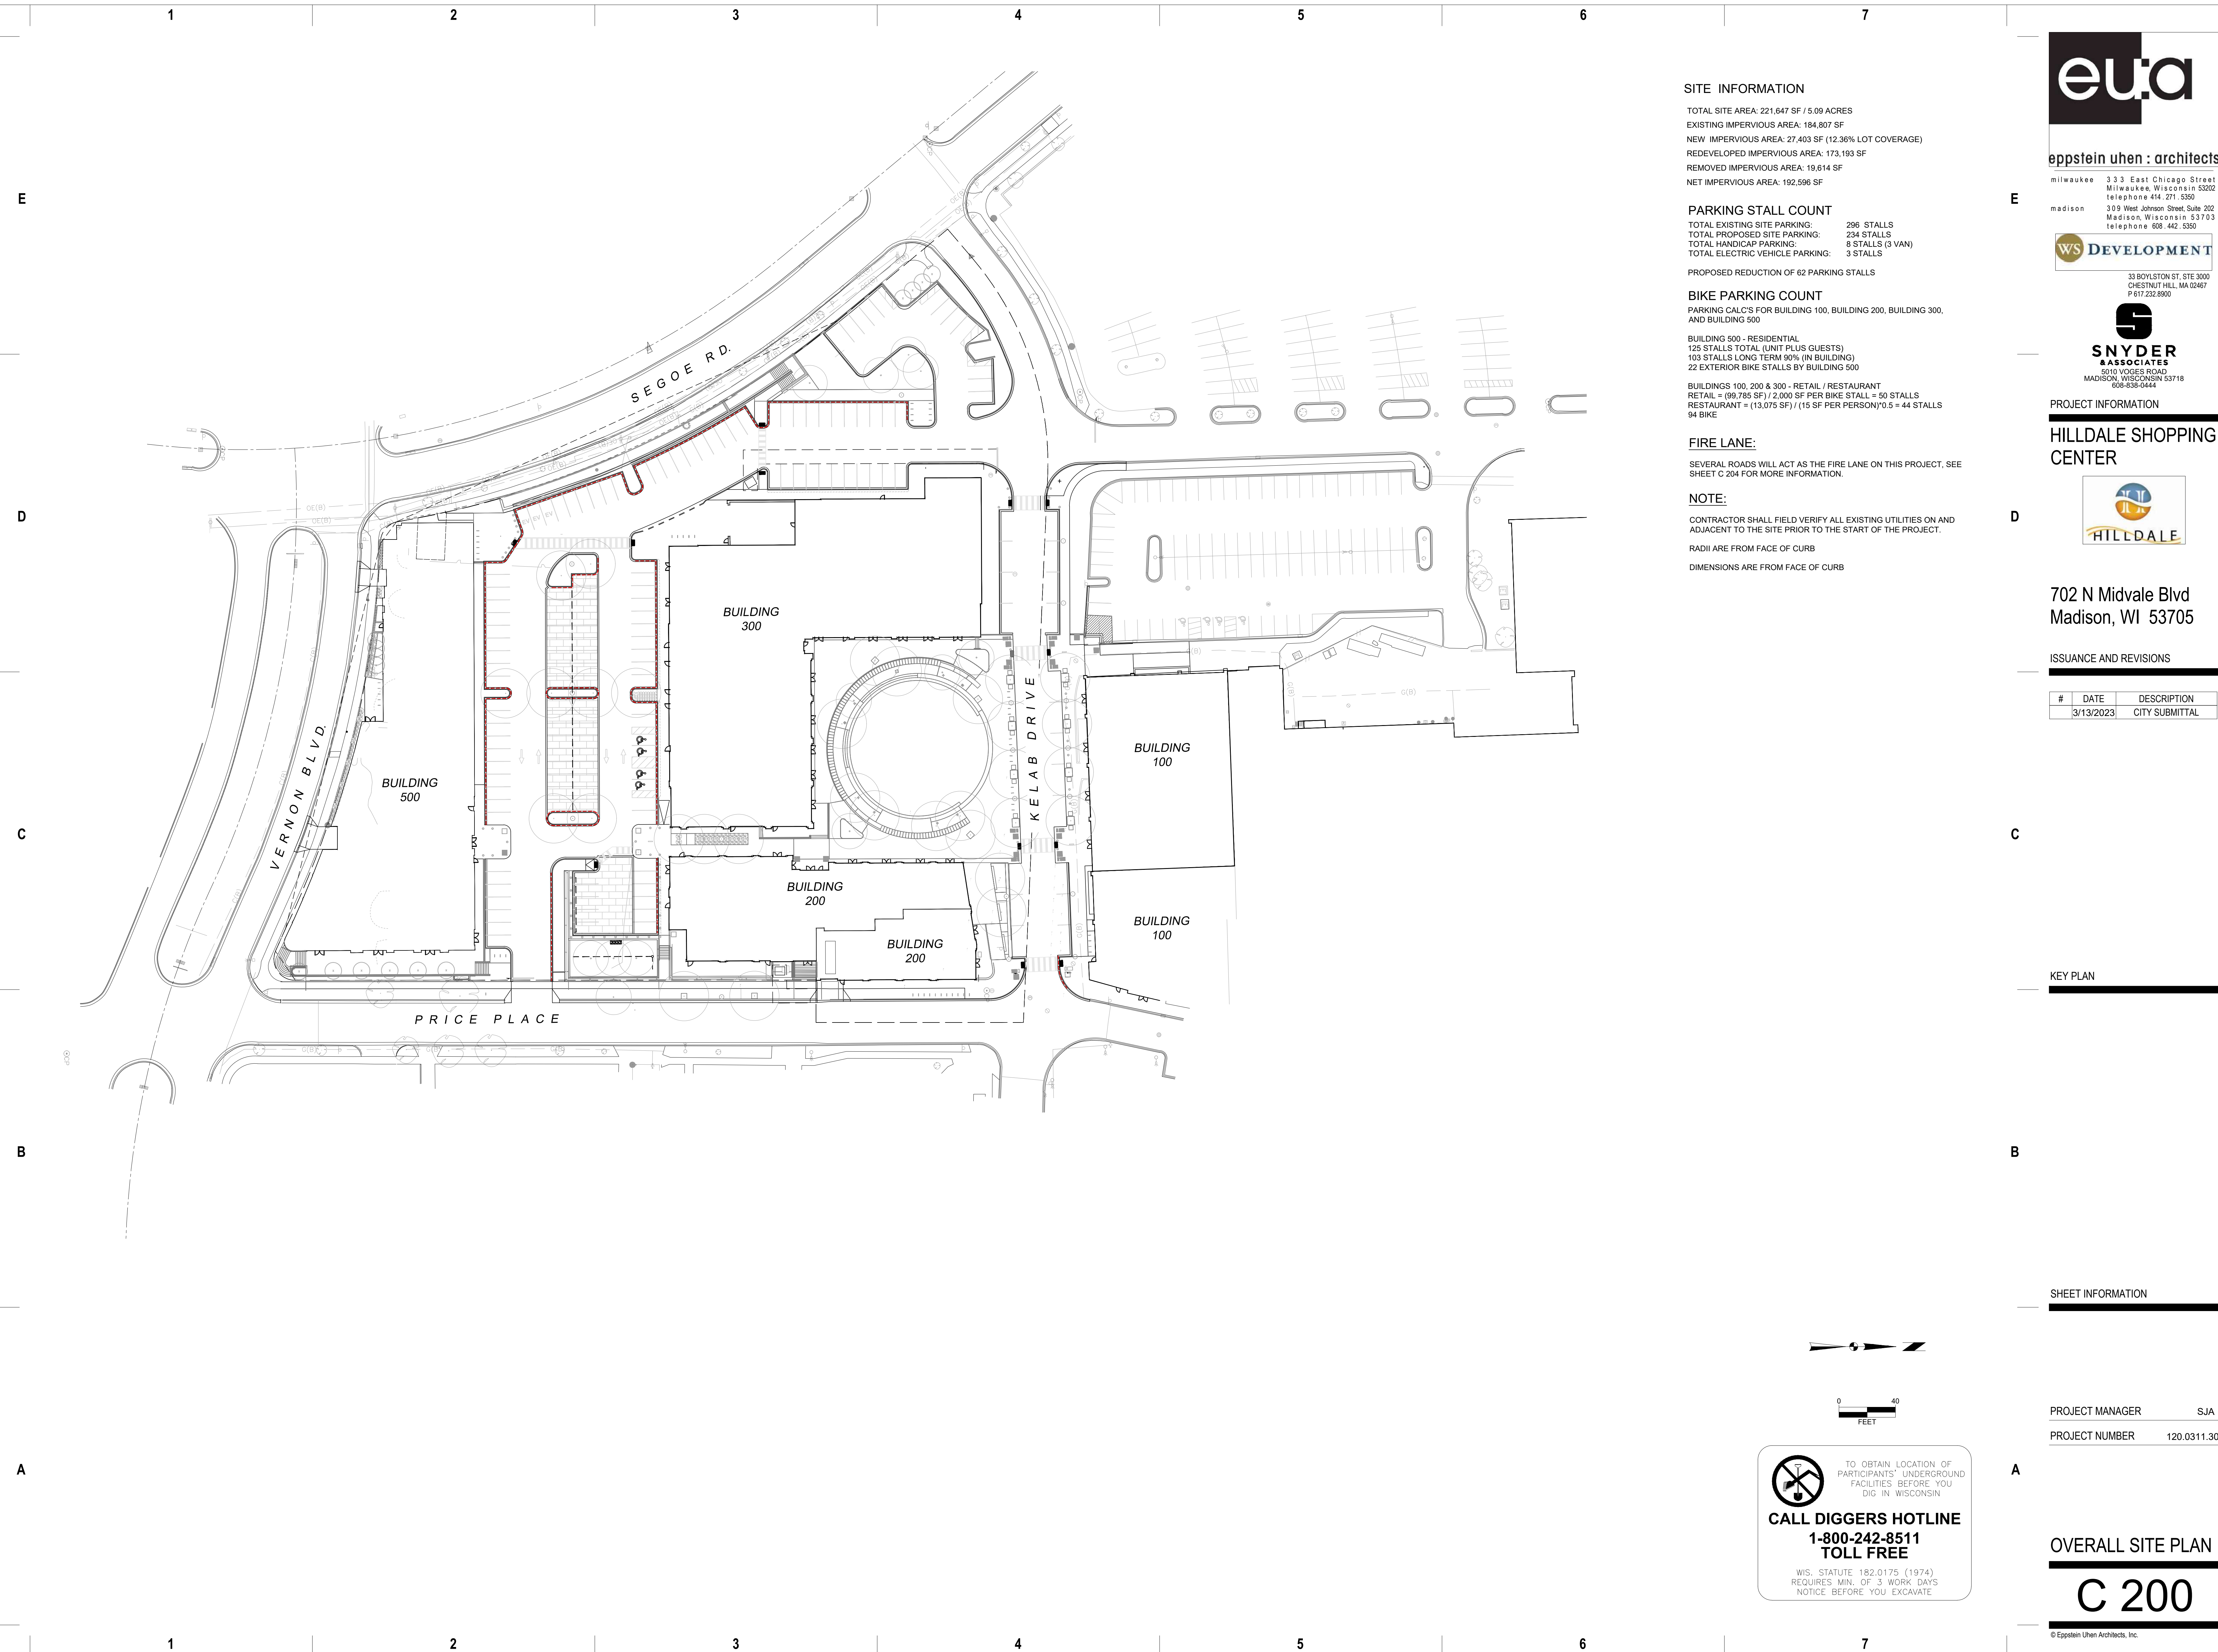 1 2 3 4 5 6 7
E
D
C
B
A
SEGOE RD.
VERNON BLVD.
KELAB DRIVE
PRICE PLACE
OE(B)
OE(B)
G(B)
G(B)
EV EV EV
BUILDING
300
BUILDING
500
BUILDING
100
BUILDING
200
BUILDING
100
BUILDING
200
SITE INFORMATION
TOTAL SITE AREA: 221,647 SF / 5.09 ACRES
EXISTING IMPERVIOUS AREA: 184,807 SF
NEW IMPERVIOUS AREA: 27,403 SF (12.36% LOT COVERAGE)
REDEVELOPED IMPERVIOUS AREA: 173,193 SF
REMOVED IMPERVIOUS AREA: 19,614 SF
NET IMPERVIOUS AREA: 192,596 SF
PARKING STALL COUNT
TOTAL EXISTING SITE PARKING: 296 STALLS
TOTAL PROPOSED SITE PARKING: 234 STALLS
TOTAL HANDICAP PARKING: 8 STALLS (3 VAN)
TOTAL ELECTRIC VEHICLE PARKING: 3 STALLS
PROPOSED REDUCTION OF 62 PARKING STALLS
BIKE PARKING COUNT
PARKING CALC'S FOR BUILDING 100, BUILDING 200, BUILDING 300,
AND BUILDING 500
BUILDING 500 - RESIDENTIAL
125 STALLS TOTAL (UNIT PLUS GUESTS)
103 STALLS LONG TERM 90% (IN BUILDING)
22 EXTERIOR BIKE STALLS BY BUILDING 500
BUILDINGS 100, 200 & 300 - RETAIL / RESTAURANT
RETAIL = (99,785 SF) / 2,000 SF PER BIKE STALL = 50 STALLS
RESTAURANT = (13,075 SF) / (15 SF PER PERSON)*0.5 = 44 STALLS
94 BIKE
FIRE LANE:
SEVERAL ROADS WILL ACT AS THE FIRE LANE ON THIS PROJECT, SEE
SHEET C 204 FOR MORE INFORMATION.
NOTE:
CONTRACTOR SHALL FIELD VERIFY ALL EXISTING UTILITIES ON AND
ADJACENT TO THE SITE PRIOR TO THE START OF THE PROJECT.
RADII ARE FROM FACE OF CURB
DIMENSIONS ARE FROM FACE OF CURB
0 40
FEET
TO OBTAIN LOCATION OF
PARTICIPANTS' UNDERGROUND
FACILITIES BEFORE YOU
DIG IN WISCONSIN
CALL DIGGERS HOTLINE
1-800-242-8511
TOLL FREE
WIS. STATUTE 182.0175 (1974)
REQUIRES MIN. OF 3 WORK DAYS
NOTICE BEFORE YOU EXCAVATE
E
D
C
B
A
eu:a
eppstein uhen : architects
milwaukee 333 East Chicago Street
Milwaukee, Wisconsin 53202
telephone 414.271.5350
madison 309 West Johnson Street, Suite 202
Madison, Wisconsin 53703
telephone 608.442.5350
WS DEVELOPMENT
33 BOYLSTON ST, STE 3000
CHESTNUT HILL, MA 02467
P 617.232.8900
SNYDER
& ASSOCIATES
5010 VOGES ROAD
MADISON, WISCONSIN 53718
608-838-0444
PROJECT INFORMATION
HILLDALE SHOPPING
CENTER
HILLDALE
702 N Midvale Blvd
Madison, WI 53705
ISSUANCE AND REVISIONS
# DATE DESCRIPTION
3/13/2023 CITY SUBMITTAL
KEY PLAN
SHEET INFORMATION
PROJECT MANAGER SJA
PROJECT NUMBER 120.0311.30
OVERALL SITE PLAN
C 200
© Eppstein Uhen Architects, Inc.
1 2 3 4 5 6 7